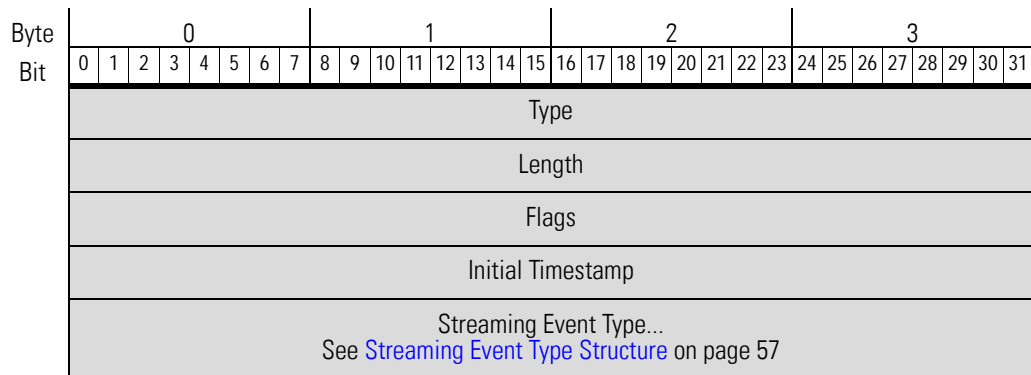 Byte 0 1 2 3
Bit 0 1 2 3 4 5 6 7 8 9 10 11 12 13 14 15 16 17 18 19 20 21 22 23 24 25 26 27 28 29 30 31
Type
Length
Flags
Initial Timestamp
Streaming Event Type...
See Streaming Event Type Structure on page 57